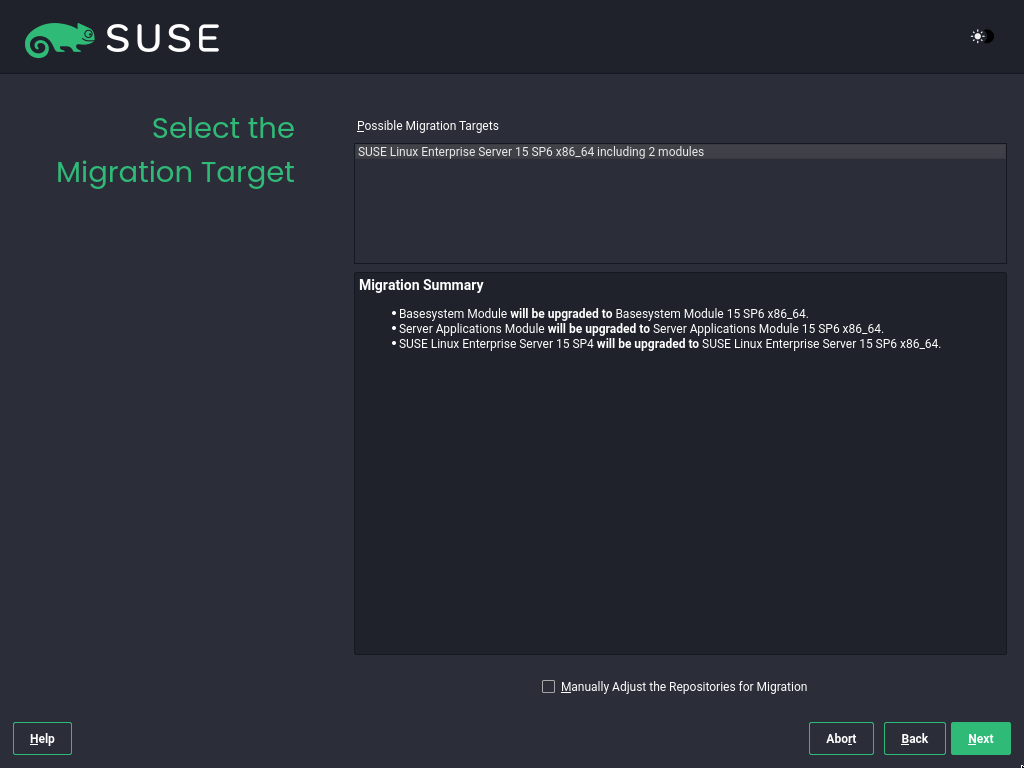 SUSE
Select the
Migration Target
Possible Migration Targets
SUSE Linux Enterprise Server 15 SP6 x86_64 including 2 modules
Migration Summary
• Basesystem Module will be upgraded to Basesystem Module 15 SP6 x86_64.
• Server Applications Module will be upgraded to Server Applications Module 15 SP6 x86_64.
• SUSE Linux Enterprise Server 15 SP4 will be upgraded to SUSE Linux Enterprise Server 15 SP6 x86_64.
Manually Adjust the Repositories for Migration
Help Abort Back Next